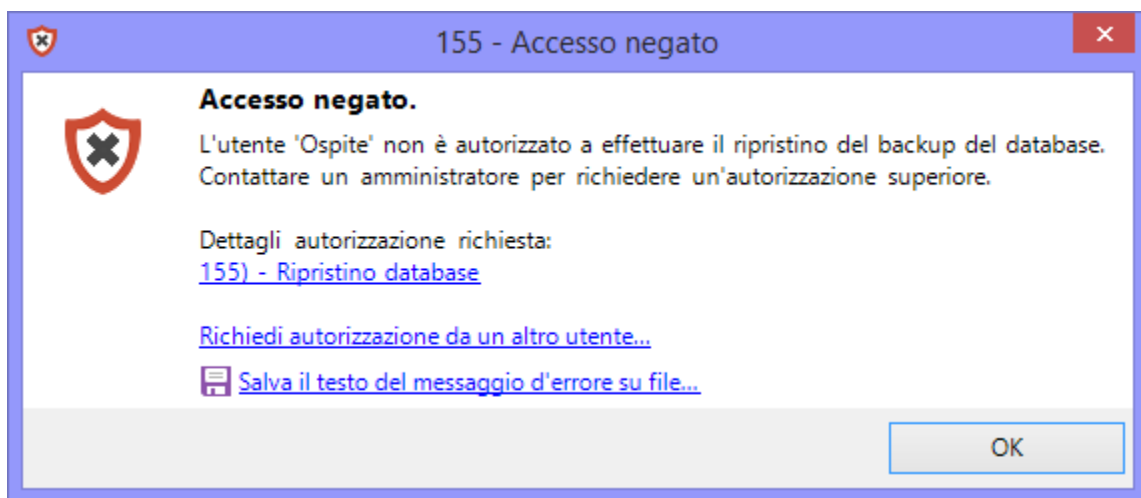 155 - Accesso negato
Accesso negato.
L'utente 'Ospite' non è autorizzato a effettuare il ripristino del backup del database.
Contattare un amministratore per richiedere un'autorizzazione superiore.
Dettagli autorizzazione richiesta:
155) - Ripristino database
Richiedi autorizzazione da un altro utente...
Salva il testo del messaggio d'errore su file...
OK